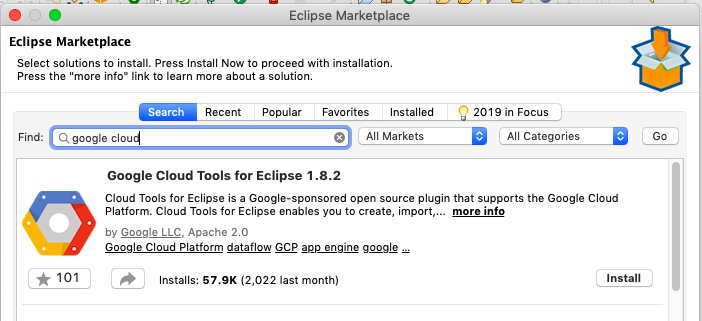 Eclipse Marketplace
Eclipse Marketplace
Select solutions to install. Press Install Now to proceed with installation.
Press the "more info" link to learn more about a solution.
Search Recent Popular Favorites Installed 2019 in Focus
Find: google cloud All Markets All Categories Go
Google Cloud Tools for Eclipse 1.8.2
Cloud Tools for Eclipse is a Google-sponsored open source plugin that supports the Google Cloud
Platform. Cloud Tools for Eclipse enables you to create, import,... more info
by Google LLC, Apache 2.0
Google Cloud Platform dataflow GCP app engine google ...
101 Installs: 57.9K (2,022 last month) Install